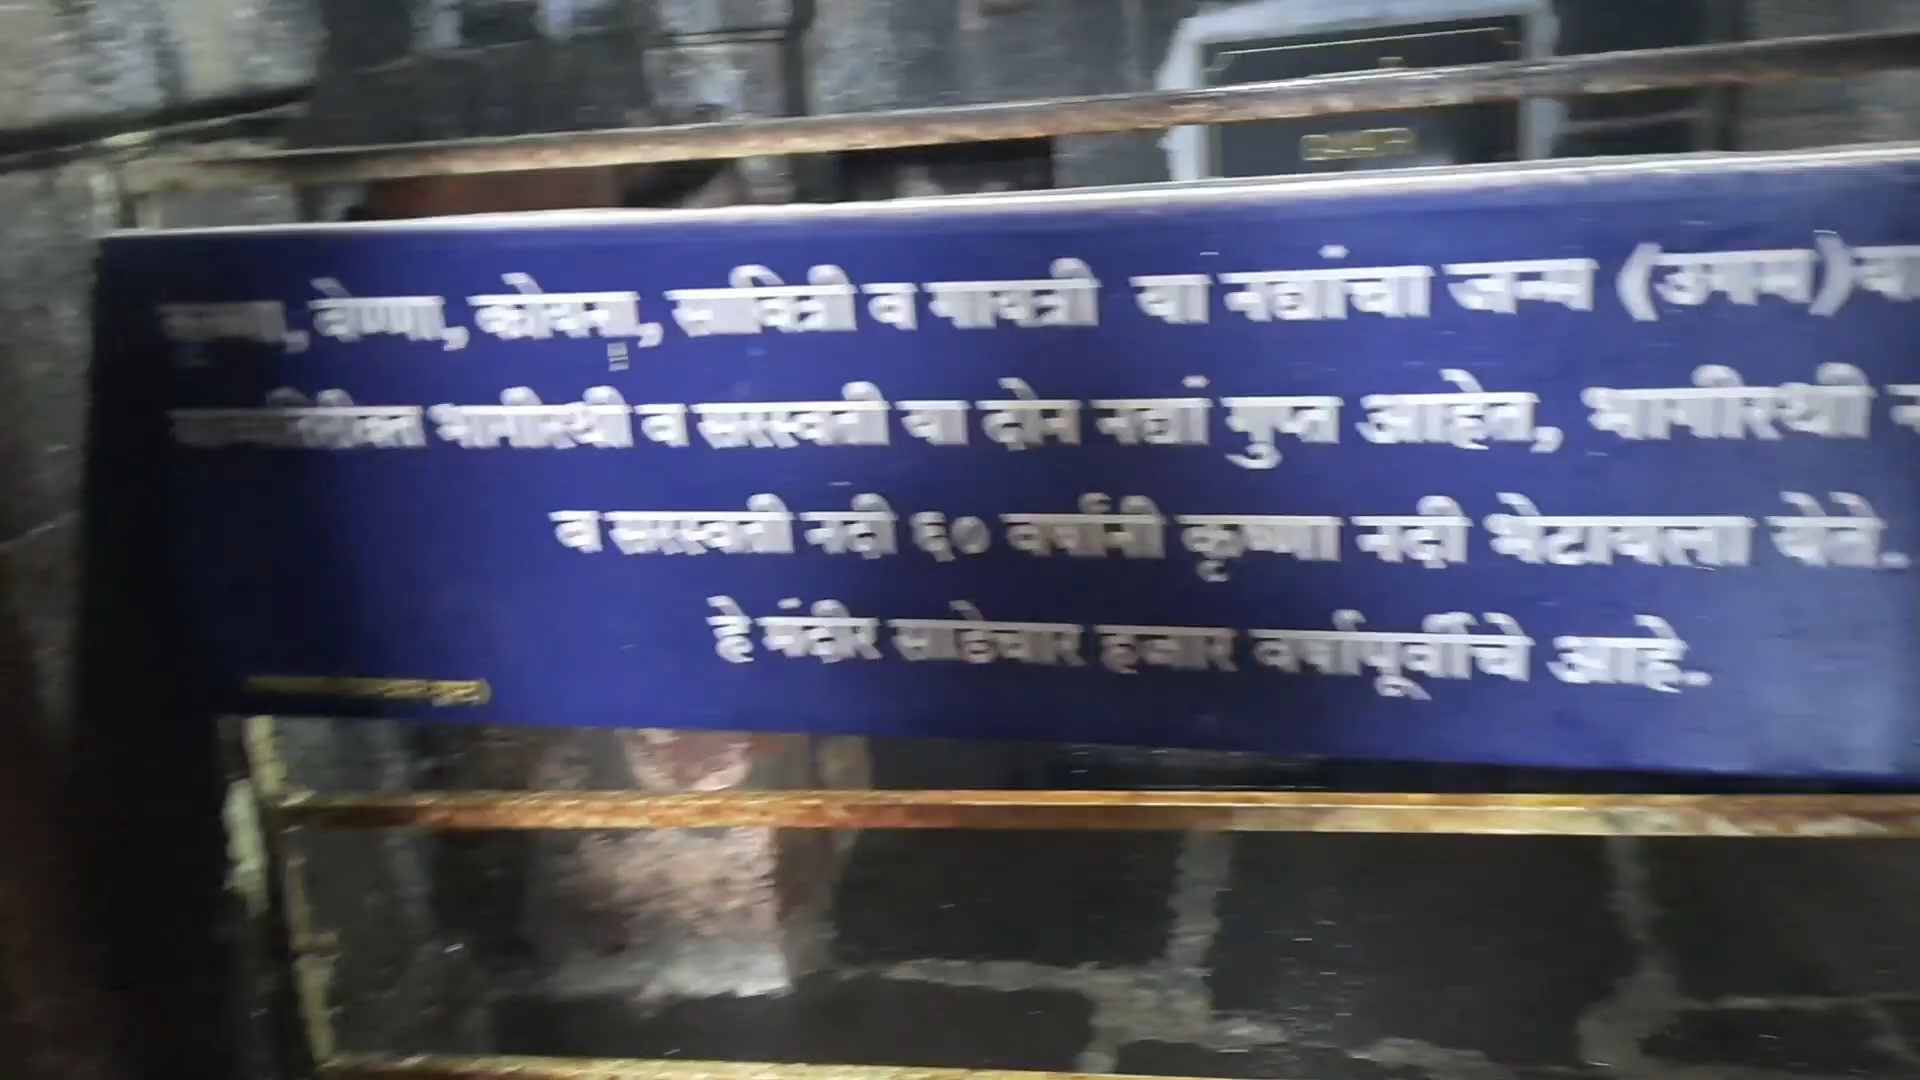 वेण्णा, कोयना, सावित्री व गायत्री या नद्यांचा जन्म (उगम)
भागीरथी व सरस्वती या दोन नद्यां गुप्त आहेत, भागीरथी
व सरस्वती नदी ६० वर्षांनी कृष्णा नदी भेटायला येते.
हे मंदीर साडेचार हजार वर्षापूर्वीचे आहे.